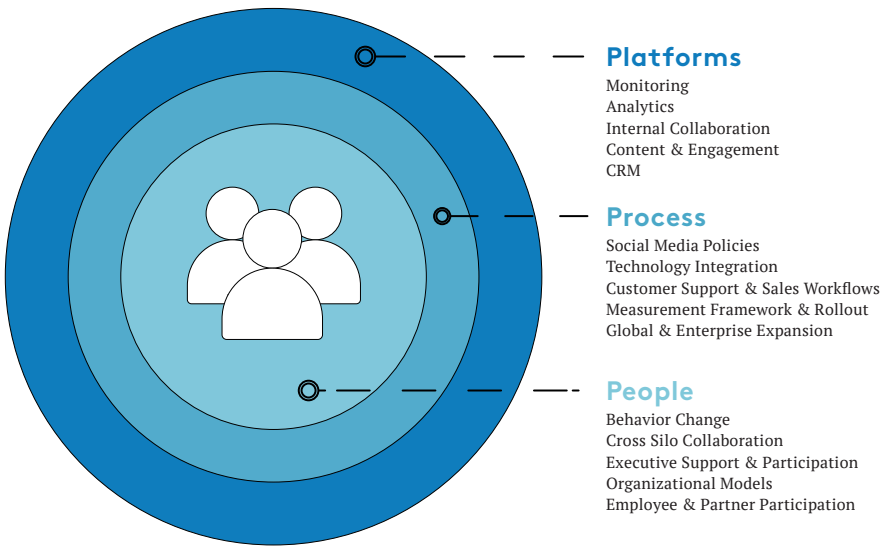 Platforms
Monitoring
Analytics
Internal Collaboration
Content & Engagement
CRM
Process
Social Media Policies
Technology Integration
Customer Support & Sales Workflows
Measurement Framework & Rollout
Global & Enterprise Expansion
People
Behavior Change
Cross Silo Collaboration
Executive Support & Participation
Organizational Models
Employee & Partner Participation